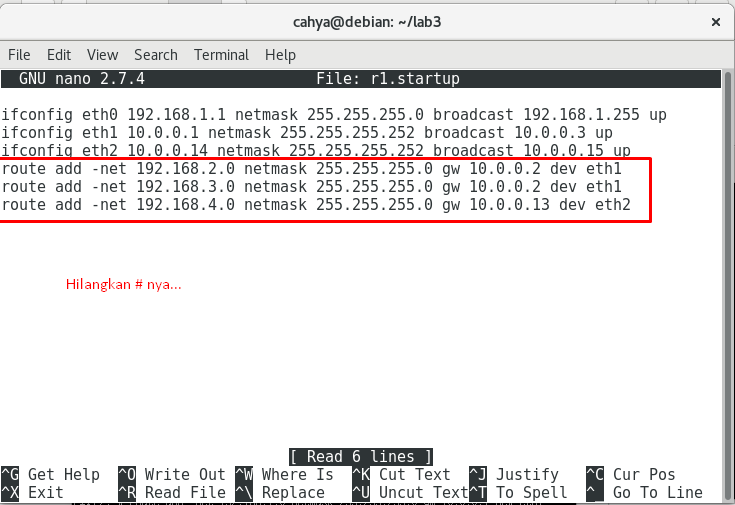 cahya@debian: ~/lab3
×
File Edit View Search Terminal Help
GNU nano 2.7.4 File: r1.startup
ifconfig eth0 192.168.1.1 netmask 255.255.255.0 broadcast 192.168.1.255 up
ifconfig eth1 10.0.0.1 netmask 255.255.255.252 broadcast 10.0.0.3 up
ifconfig eth2 10.0.0.14 netmask 255.255.255.252 broadcast 10.0.0.15 up
route add -net 192.168.2.0 netmask 255.255.255.0 gw 10.0.0.2 dev eth1
route add -net 192.168.3.0 netmask 255.255.255.0 gw 10.0.0.2 dev eth1
route add -net 192.168.4.0 netmask 255.255.255.0 gw 10.0.0.13 dev eth2
Hilangkan # nya...
[ Read 6 lines ]
^G Get Help ^O Write Out ^W Where Is ^K Cut Text ^J Justify ^C Cur Pos
^X Exit ^R Read File ^\ Replace ^U Uncut Text ^T To Spell ^_ Go To Line